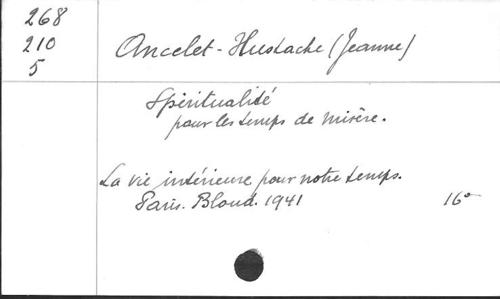 268
210
5
Ancelet-Hustache (Jeanne)
Spiritualité
pour les temps de misère.
La vie intérieure pour notre temps.
Paris. Bloud. 1941 16°